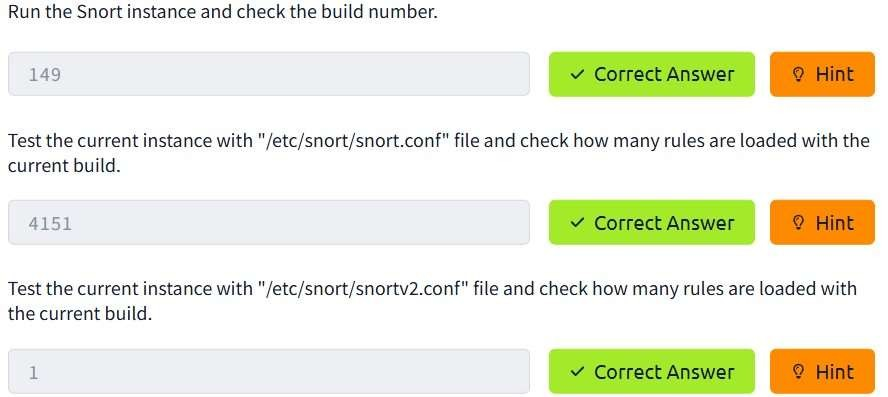 Run the Snort instance and check the build number.
149
Correct Answer
Hint
Test the current instance with "/etc/snort/snort.conf" file and check how many rules are loaded with the
current build.
4151
Correct Answer
Hint
Test the current instance with "/etc/snort/snortv2.conf" file and check how many rules are loaded with
the current build.
1
Correct Answer
Hint